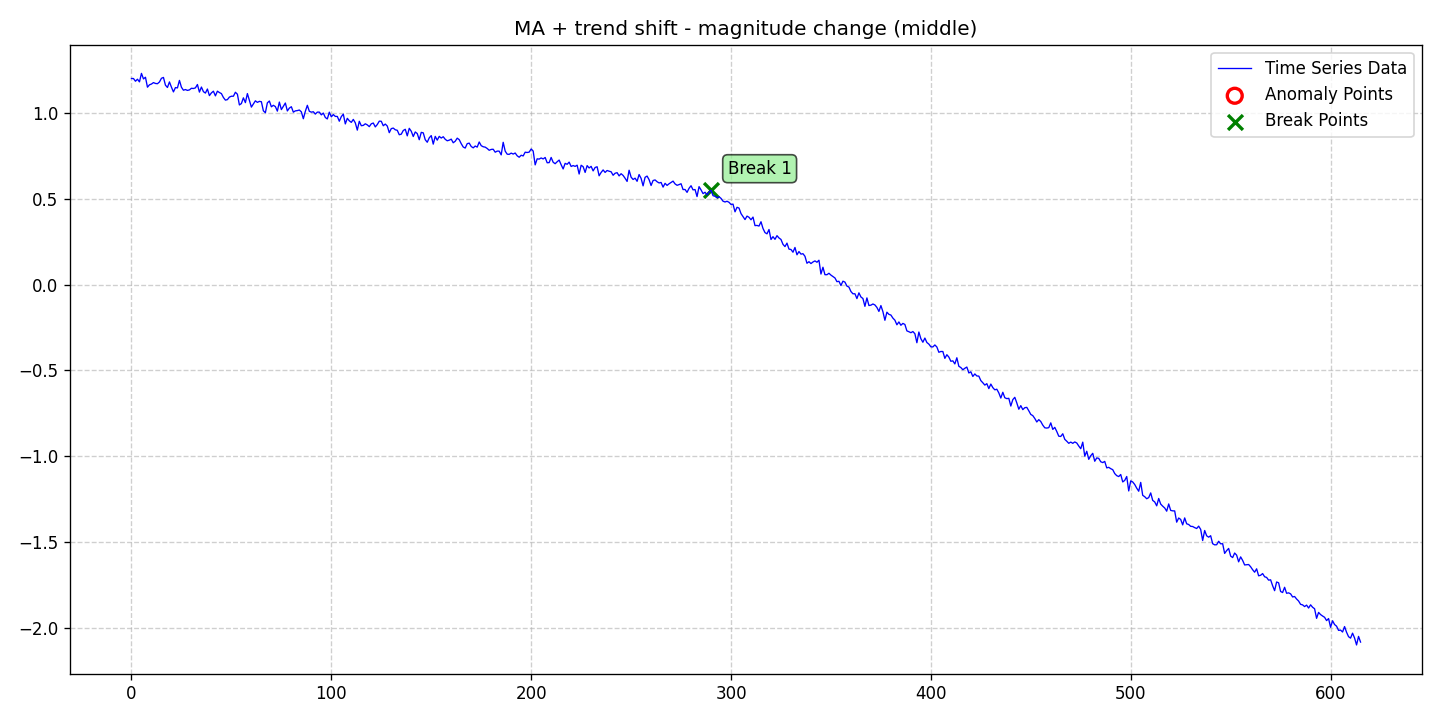 MA + trend shift - magnitude change (middle)
Time Series Data
Anomaly Points
Break Points
Break 1
1.0
0.5
0.0
−0.5
−1.0
−1.5
−2.0
0 100 200 300 400 500 600